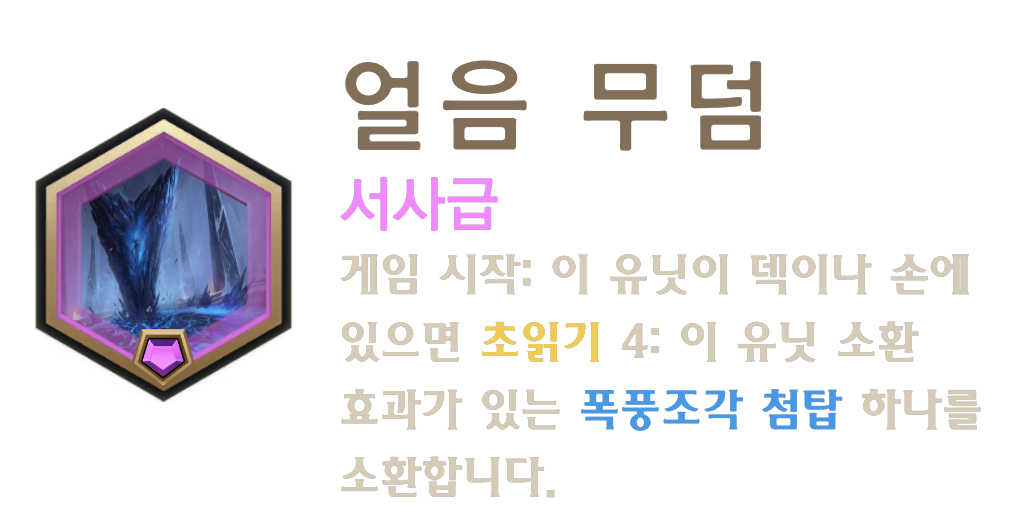 얼음 무덤
서사급
게임 시작: 이 유닛이 덱이나 손에
있으면 초읽기 4: 이 유닛 소환
효과가 있는 폭풍조각 첨탑 하나를
소환합니다.